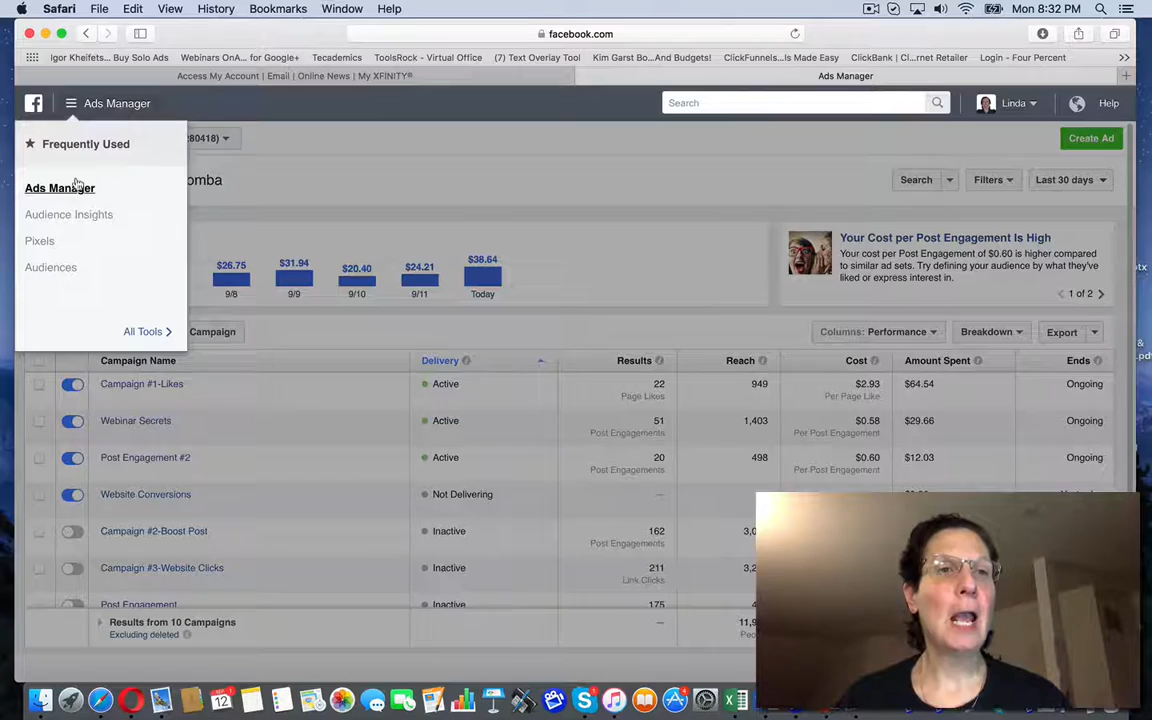 Safari File Edit View History Bookmarks Window Help Mon 8:32 PM
facebook.com
Igor Kheifets... Buy Solo Ads Webinars OnA... for Google+ Tecademics ToolsRock - Virtual Office (7) Text Overlay Tool Kim Garst Bo...And Budgets! ClickFunnels...Is Made Easy ClickBank | Cl...rnet Retailer Login - Four Percent
Access My Account | Email | Online News | My XFINITY® Ads Manager
Ads Manager Search Linda Help
Frequently Used
280418) Create Ad
Ads Manager
omba Search Filters Last 30 days
Audience Insights
Pixels
Audiences
All Tools
$26.75 $31.94 $20.40 $24.21 $38.64
9/8 9/9 9/10 9/11 Today
Your Cost per Post Engagement Is High
Your cost per Post Engagement of $0.60 is higher compared
to similar ad sets. Try defining your audience by what they've
liked or express interest in.
1 of 2
Campaign Columns: Performance Breakdown Export
Campaign Name Delivery Results Reach Cost Amount Spent Ends
Campaign #1-Likes Active 22 949 $2.93 $64.54 Ongoing
Page Likes Per Page Like
Webinar Secrets Active 51 1,403 $0.58 $29.66 Ongoing
Post Engagements Per Post Engagement
Post Engagement #2 Active 20 498 $0.60 $12.03 Ongoing
Post Engagements Per Post Engagement
Website Conversions Not Delivering —
Campaign #2-Boost Post Inactive 162 3,0
Post Engagements
Campaign #3-Website Clicks Inactive 211 3,2
Link Clicks
Post Engagement Inactive 175
Results from 10 Campaigns — 11,9
Excluding deleted Peo